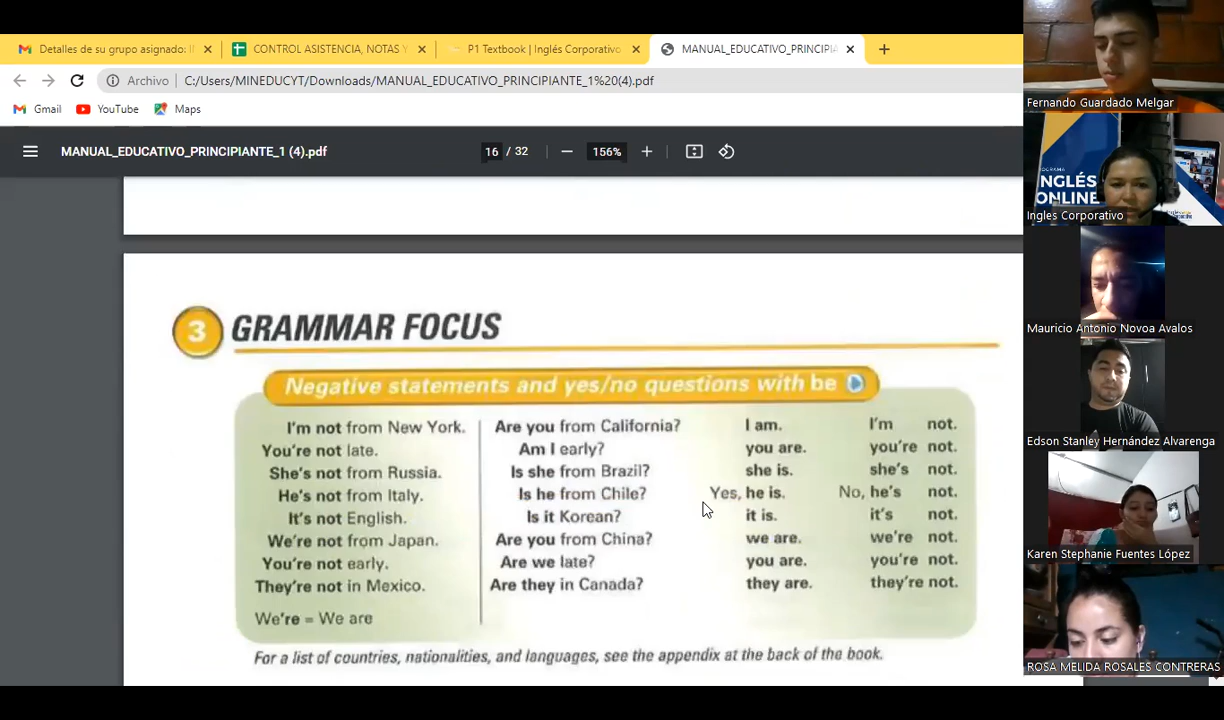 Detalles de su grupo asignado: II
CONTROL ASISTENCIA, NOTAS Y
P1 Textbook | Inglés Corporativo
MANUAL_EDUCATIVO_PRINCIPIA
Archivo C:/Users/MINEDUCYT/Downloads/MANUAL_EDUCATIVO_PRINCIPIANTE_1%20(4).pdf
Gmail YouTube Maps
MANUAL_EDUCATIVO_PRINCIPIANTE_1 (4).pdf 16 / 32 156%
3 GRAMMAR FOCUS
Negative statements and yes/no questions with be
I'm not from New York. Are you from California? I am. I'm not.
You're not late. Am I early? you are. you're not.
She's not from Russia. Is she from Brazil? she is. she's not.
He's not from Italy. Is he from Chile? Yes, he is. No, he's not.
It's not English. Is it Korean? it is. it's not.
We're not from Japan. Are you from China? we are. we're not.
You're not early. Are we late? you are. you're not.
They're not in Mexico. Are they in Canada? they are. they're not.
We're = We are
For a list of countries, nationalities, and languages, see the appendix at the back of the book.
Fernando Guardado Melgar
INGLÉS
ONLINE
Ingles Corporativo
Mauricio Antonio Novoa Avalos
Edson Stanley Hernández Alvarenga
Karen Stephanie Fuentes López
ROSA MELIDA ROSALES CONTRERAS